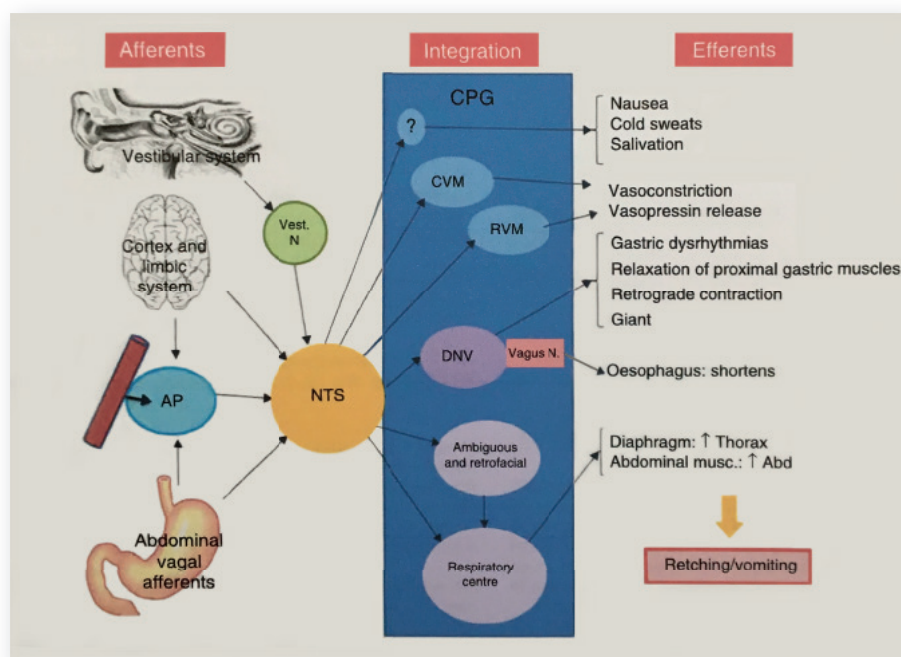 Afferents
Integration
Efferents
Vestibular system
Vest.
N
Cortex and
limbic
system
AP
Abdominal
vagal
afferents
NTS
CPG
?
CVM
RVM
DNV
Vagus N.
Ambiguous
and retrofacial
Respiratory
centre
Nausea
Cold sweats
Salivation
Vasoconstriction
Vasopressin release
Gastric dysrhythmias
Relaxation of proximal gastric muscles
Retrograde contraction
Giant
Oesophagus: shortens
Diaphragm: ↑ Thorax
Abdominal musc.: ↑ Abd
Retching/vomiting